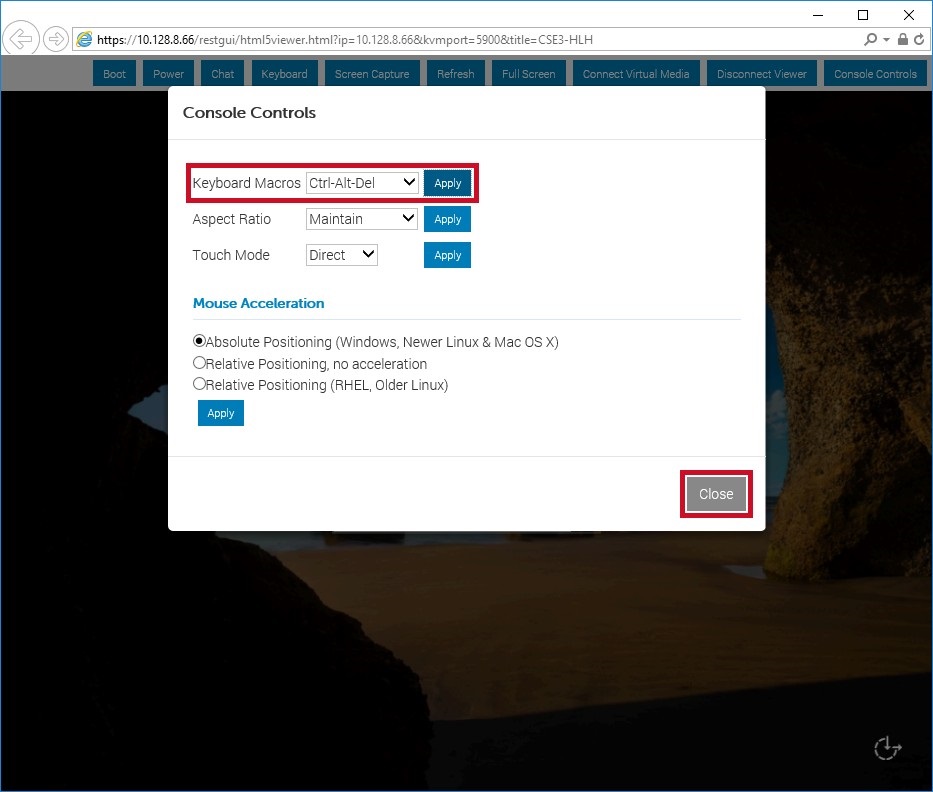 https://10.128.8.66/restgui/html5viewer.html?ip=10.128.8.66&kvmport=5900&title=CSE3-HLH
Boot Power Chat Keyboard Screen Capture Refresh Full Screen Connect Virtual Media Disconnect Viewer Console Controls
Console Controls
Keyboard Macros Ctrl-Alt-Del Apply
Aspect Ratio Maintain Apply
Touch Mode Direct Apply
Mouse Acceleration
Absolute Positioning (Windows, Newer Linux & Mac OS X)
Relative Positioning, no acceleration
Relative Positioning (RHEL, Older Linux)
Apply
Close